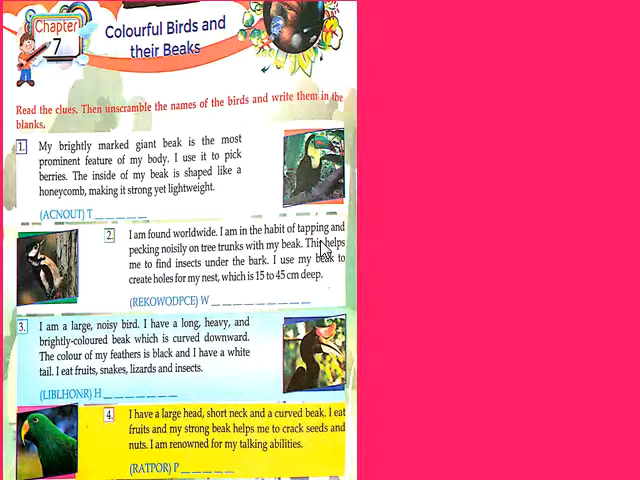 Chapter
7
Colourful Birds and
their Beaks
Read the clues. Then unscramble the names of the birds and write them in the
blanks.
1. My brightly marked giant beak is the most
prominent feature of my body. I use it to pick
berries. The inside of my beak is shaped like a
honeycomb, making it strong yet lightweight.
(ACNOUT) T _ _ _ _ _
2. I am found worldwide. I am in the habit of tapping and
pecking noisily on tree trunks with my beak. This helps
me to find insects under the bark. I use my beak to
create holes for my nest, which is 15 to 45 cm deep.
(REKOWODPCE) W _ _ _ _ _ _ _ _ _
3. I am a large, noisy bird. I have a long, heavy, and
brightly-coloured beak which is curved downward.
The colour of my feathers is black and I have a white
tail. I eat fruits, snakes, lizards and insects.
(LIBLHONR) H _ _ _ _ _ _ _
4. I have a large head, short neck and a curved beak. I eat
fruits and my strong beak helps me to crack seeds and
nuts. I am renowned for my talking abilities.
(RATPOR) P _ _ _ _ _